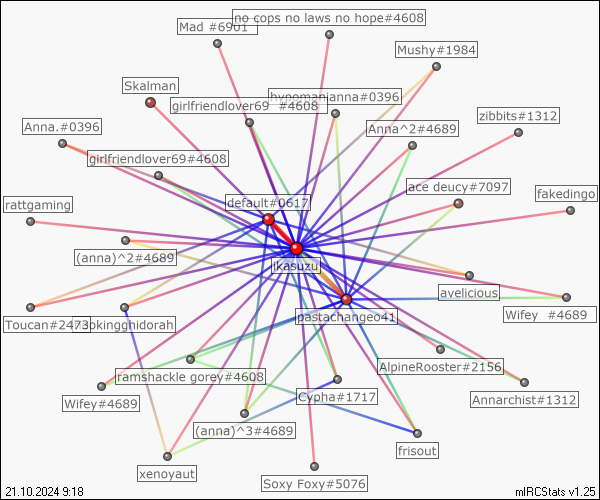 no cops no laws no hope#4608
Mad #6901
Mushy#1984
Skalman
hypomanianna#0396
girlfriendlover69 #4608
zibbits#1312
Anna.#0396
Anna^2#4689
girlfriendlover69#4608
ace deucy#7097
fakedingo
rattgaming
default#0617
(anna)^2#4689
ikasuzu
avelicious
Wifey #4689
pastachange041
Toucan#2473
AlpineRooster#2156
ramshackle gorey#4608
Cypha#1717
Annarchist#1312
Wifey#4689
(anna)^3#4689
frisout
xenoyaut
Soxy Foxy#5076
21.10.2024 9:18
mIRCStats v1.25